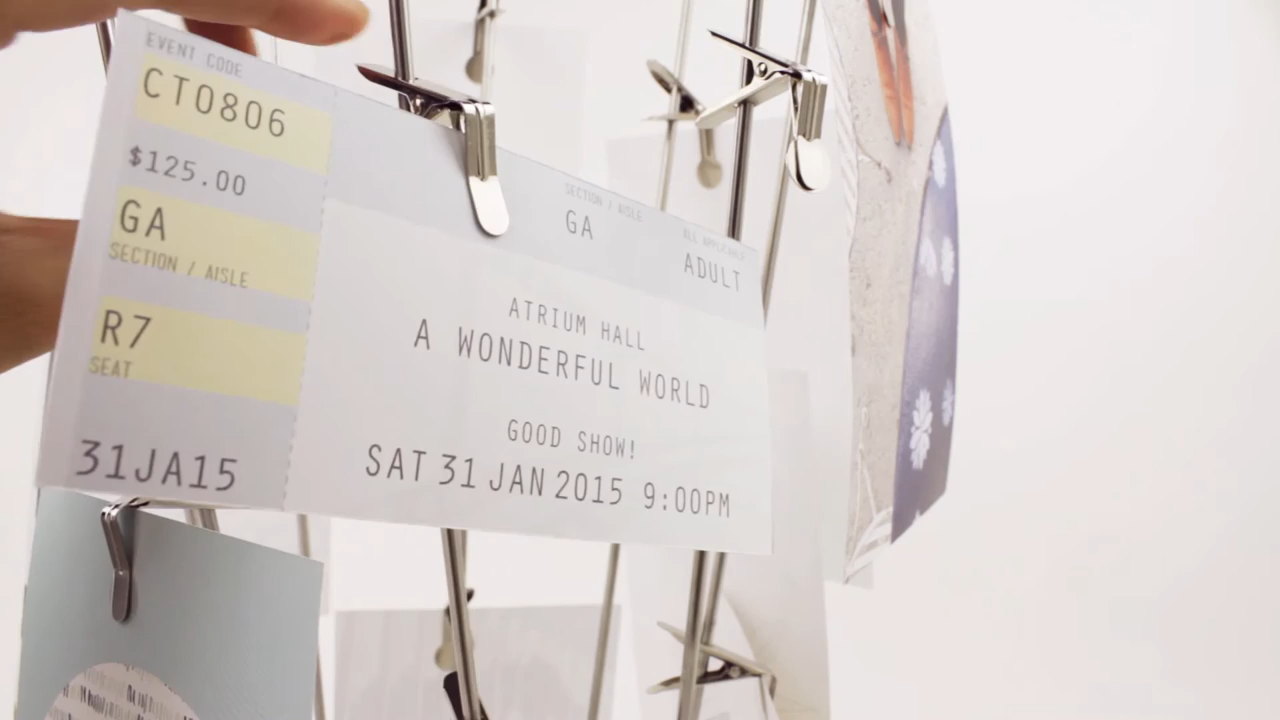 EVENT CODE
CT0806
$125.00
GA
SECTION / AISLE
R7
SEAT
31JA15
SECTION / AISLE
GA
ADULT
ATRIUM HALL
A WONDERFUL WORLD
GOOD SHOW!
SAT 31 JAN 2015 9:00PM